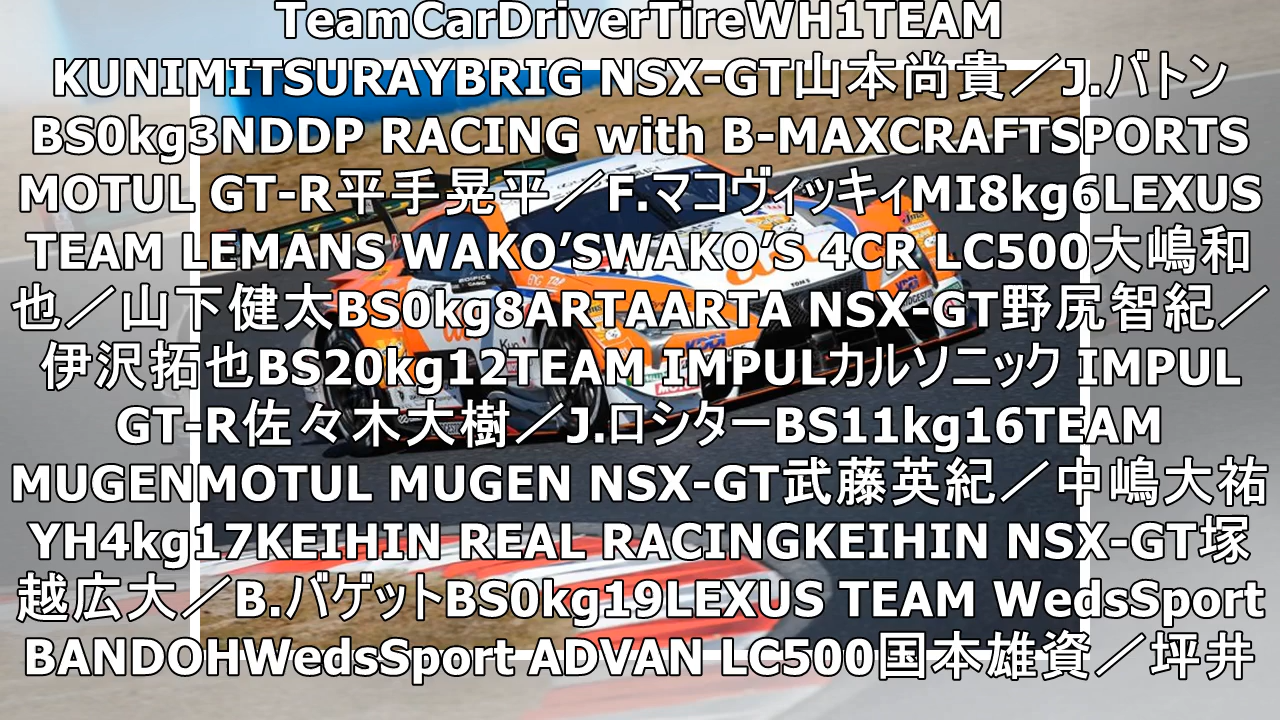 TeamCarDriverTireWH1TEAM
KUNIMITSURAYBRIG NSX-GT山本尚貴／J.バトン
BS0kg3NDDP RACING with B-MAXCRAFTSPORTS
MOTUL GT-R平手晃平／F.マコヴィッキィMI8kg6LEXUS
TEAM LEMANS WAKO’SWAKO’S 4CR LC500大嶋和
也／山下健太BS0kg8ARTAARTA NSX-GT野尻智紀／
伊沢拓也BS20kg12TEAM IMPULカルソニック IMPUL
GT-R佐々木大樹／J.ロシターBS11kg16TEAM
MUGENMOTUL MUGEN NSX-GT武藤英紀／中嶋大祐
YH4kg17KEIHIN REAL RACINGKEIHIN NSX-GT塚
越広大／B.バゲットBS0kg19LEXUS TEAM WedsSport
BANDOHWedsSport ADVAN LC500国本雄資／坪井